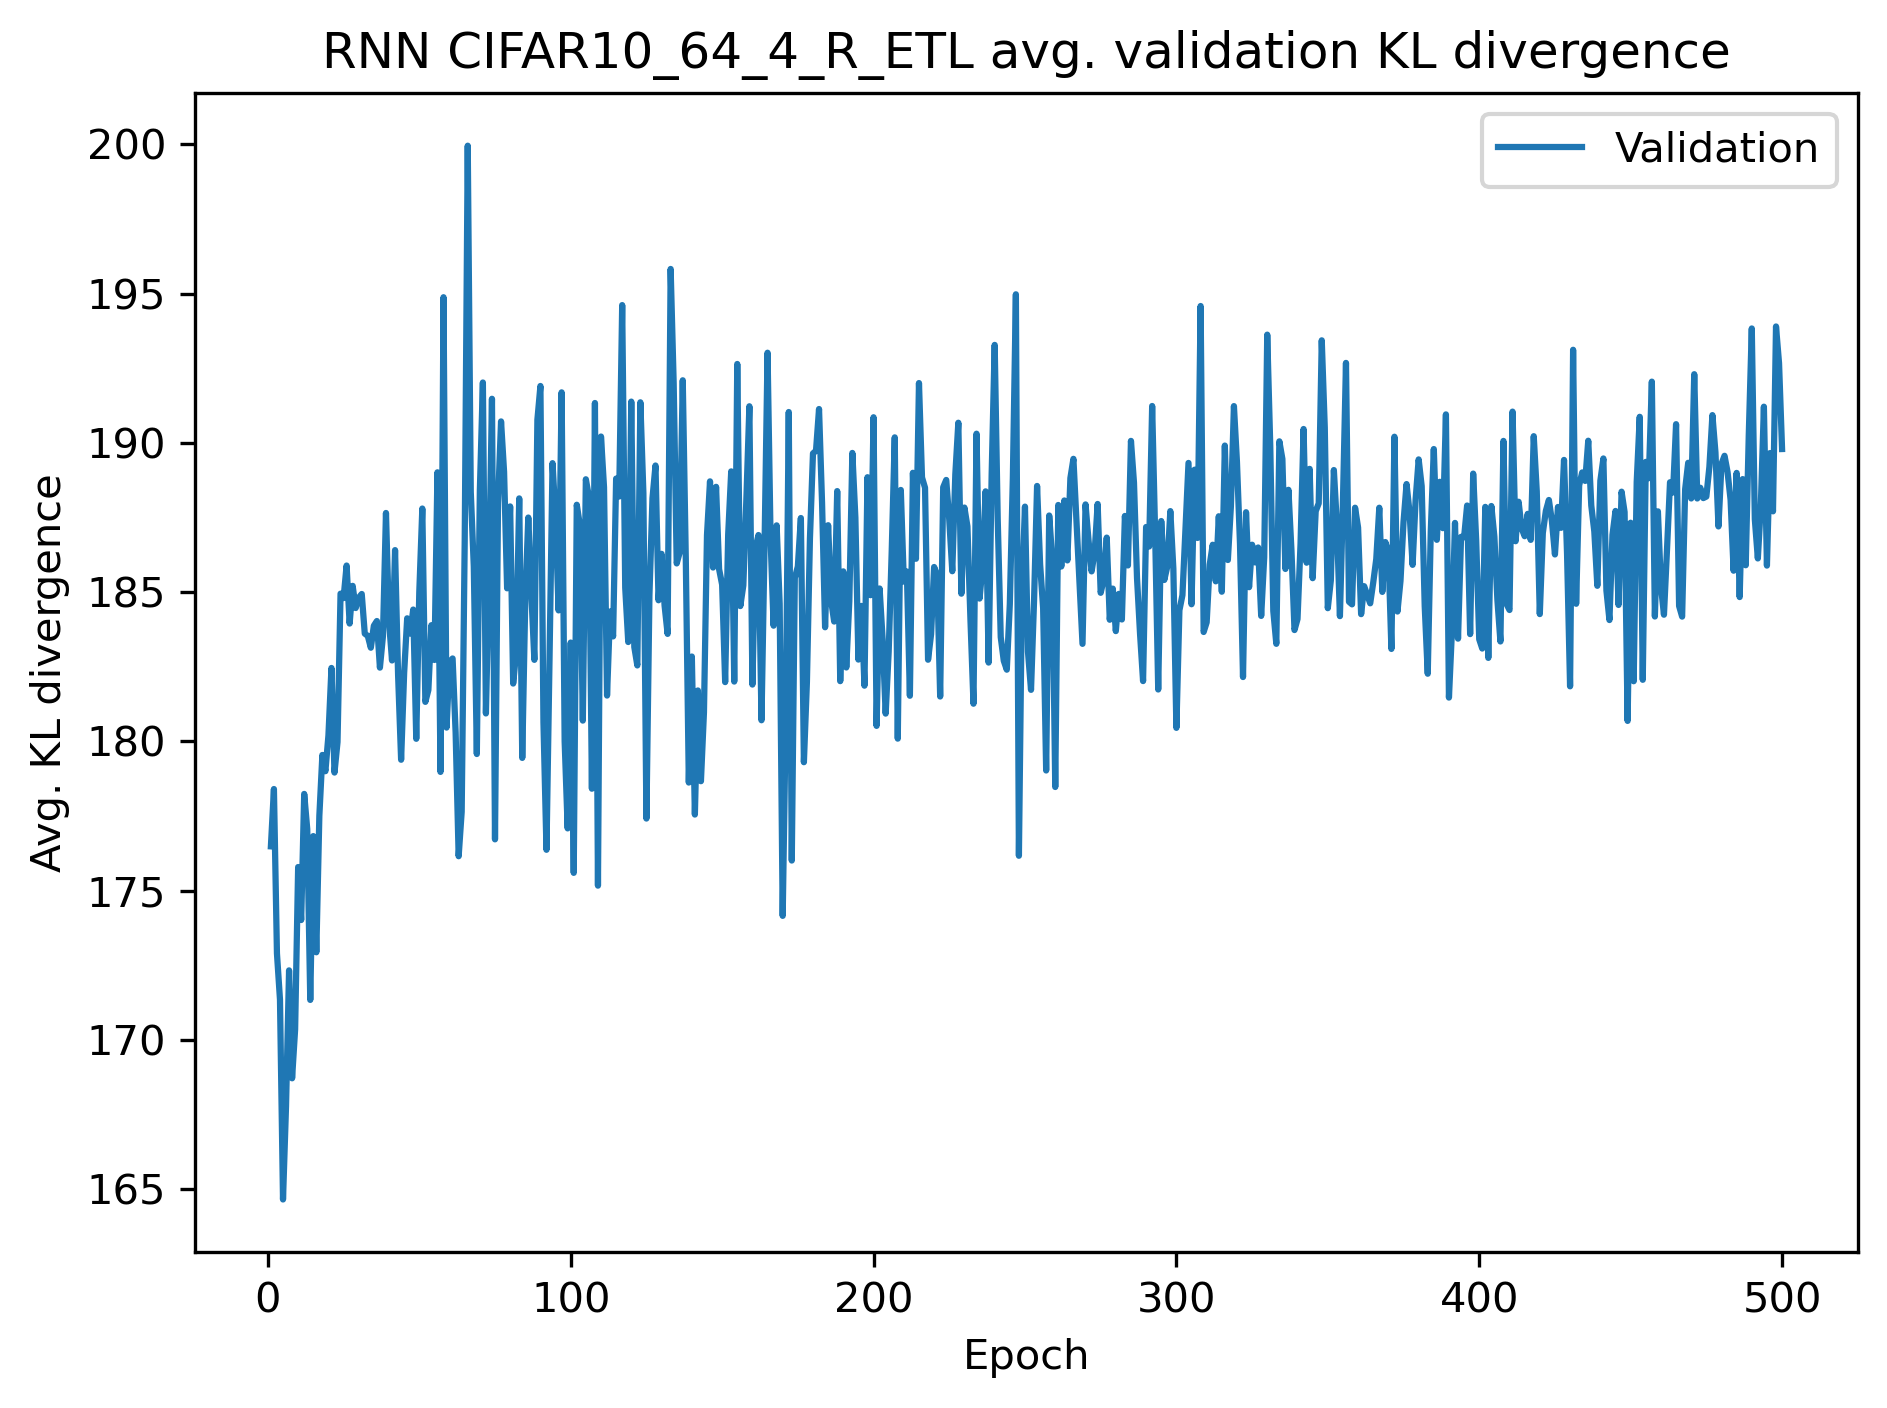 RNN CIFAR10_64_4_R_ETL avg. validation KL divergence
Validation
Avg. KL divergence
200
195
190
185
180
175
170
165
0 100 200 300 400 500
Epoch